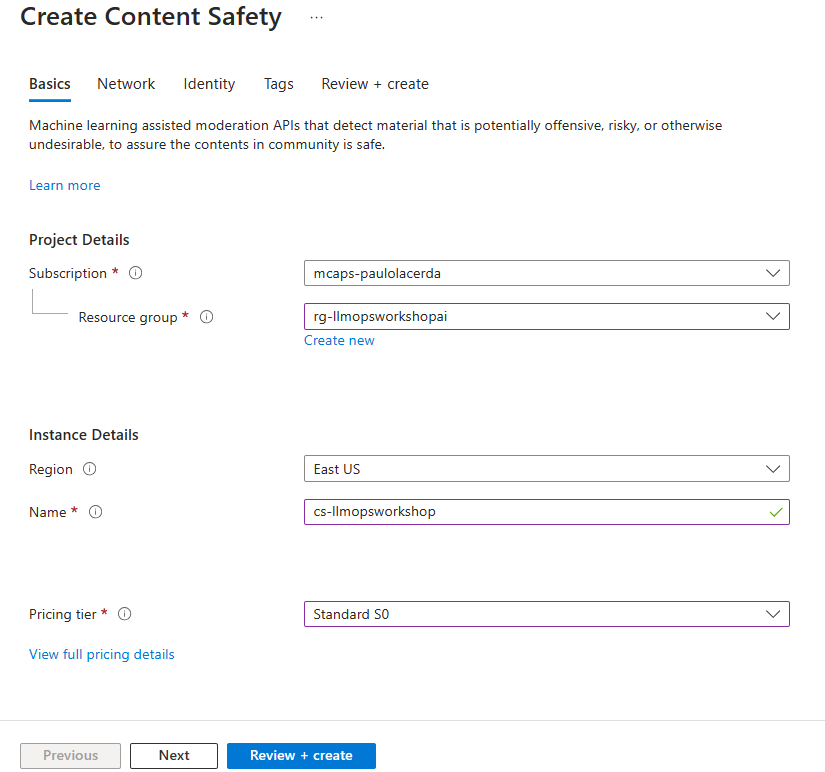 Create Content Safety ...
Basics Network Identity Tags Review + create
Machine learning assisted moderation APIs that detect material that is potentially offensive, risky, or otherwise
undesirable, to assure the contents in community is safe.
Learn more
Project Details
Subscription * mcaps-paulolacerda
Resource group * rg-llmopsworkshopai
Create new
Instance Details
Region East US
Name * cs-llmopsworkshop
Pricing tier * Standard S0
View full pricing details
Previous Next Review + create